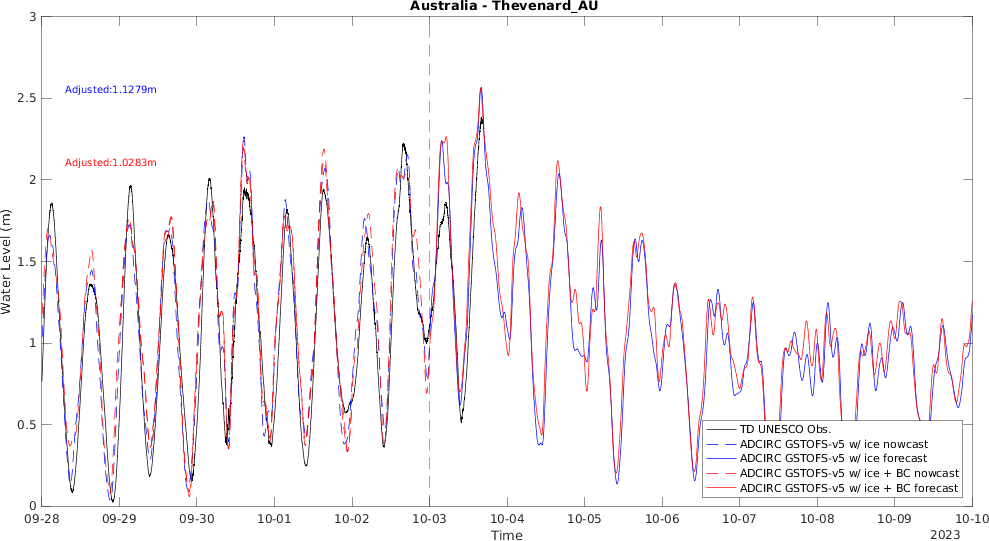 Australia - Thevenard_AU
3
2.5
2
1.5
1
0.5
0
Water Level (m)
Adjusted:1.1279m
Adjusted:1.0283m
TD UNESCO Obs.
ADCIRC GSTOFS-v5 w/ ice nowcast
ADCIRC GSTOFS-v5 w/ ice forecast
ADCIRC GSTOFS-v5 w/ ice + BC nowcast
ADCIRC GSTOFS-v5 w/ ice + BC forecast
09-28 09-29 09-30 10-01 10-02 10-03 10-04 10-05 10-06 10-07 10-08 10-09 10-10
Time
2023